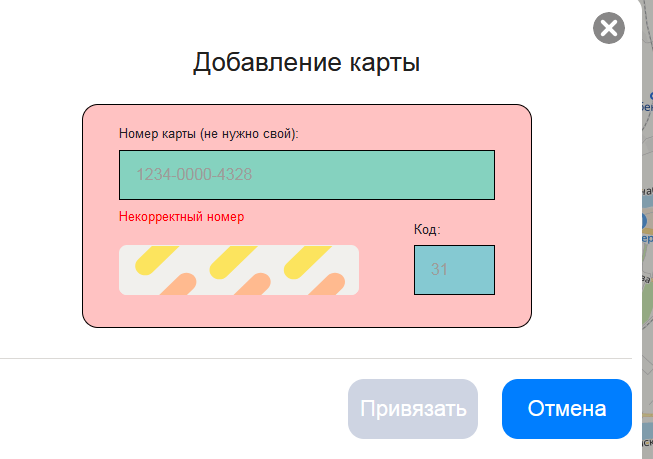 Добавление карты
Номер карты (не нужно свой):
1234-0000-4328
Некорректный номер
Код:
31
Привязать
Отмена